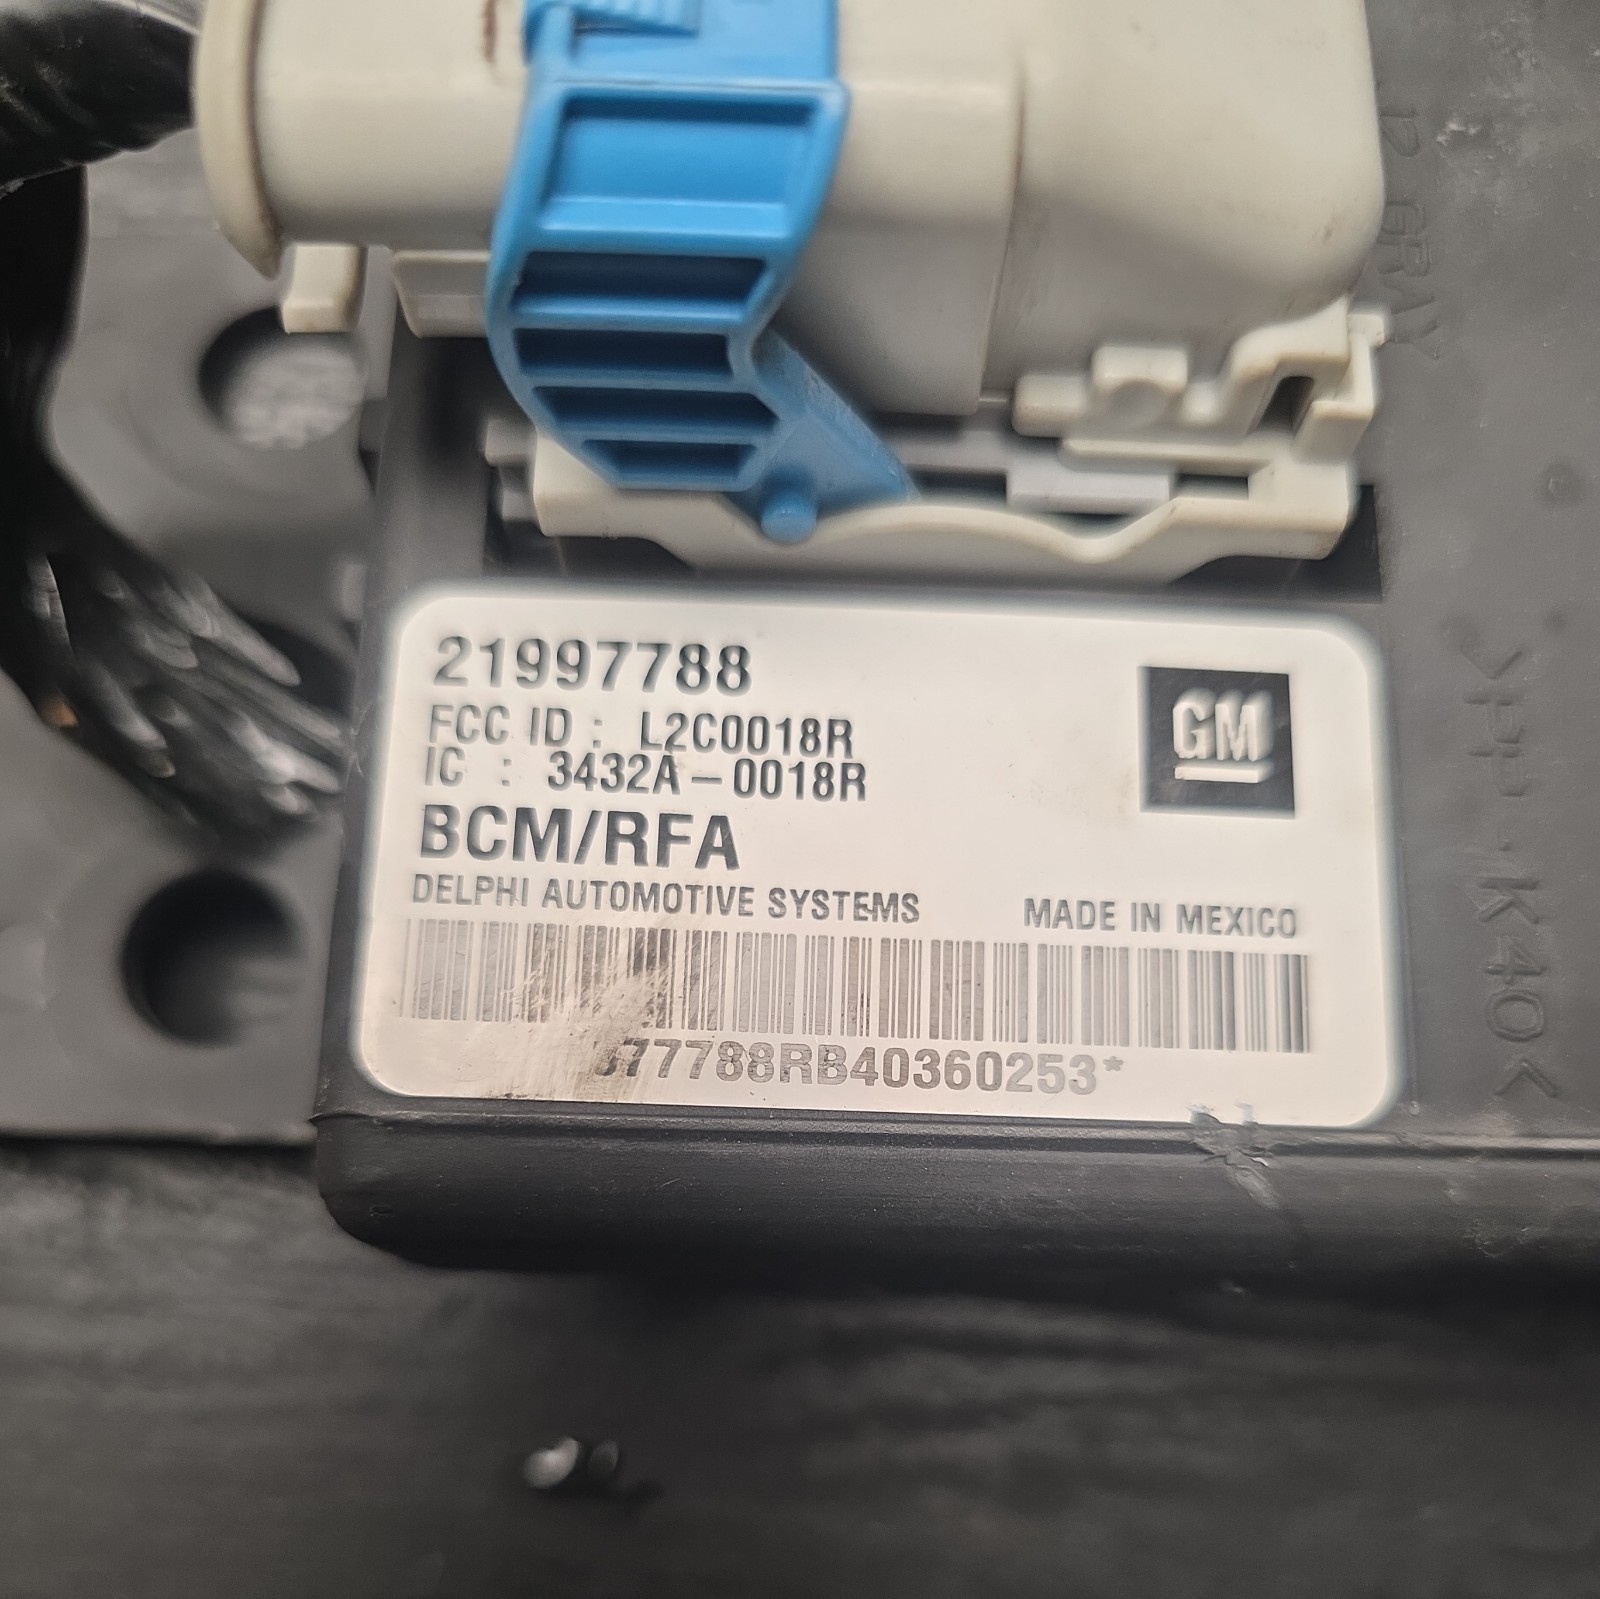 21997788
GM
FCC ID : L2C0018R
IC : 3432A-0018R
BCM/RFA
DELPHI AUTOMOTIVE SYSTEMS MADE IN MEXICO
77788RB40360253*
>PP-K40<